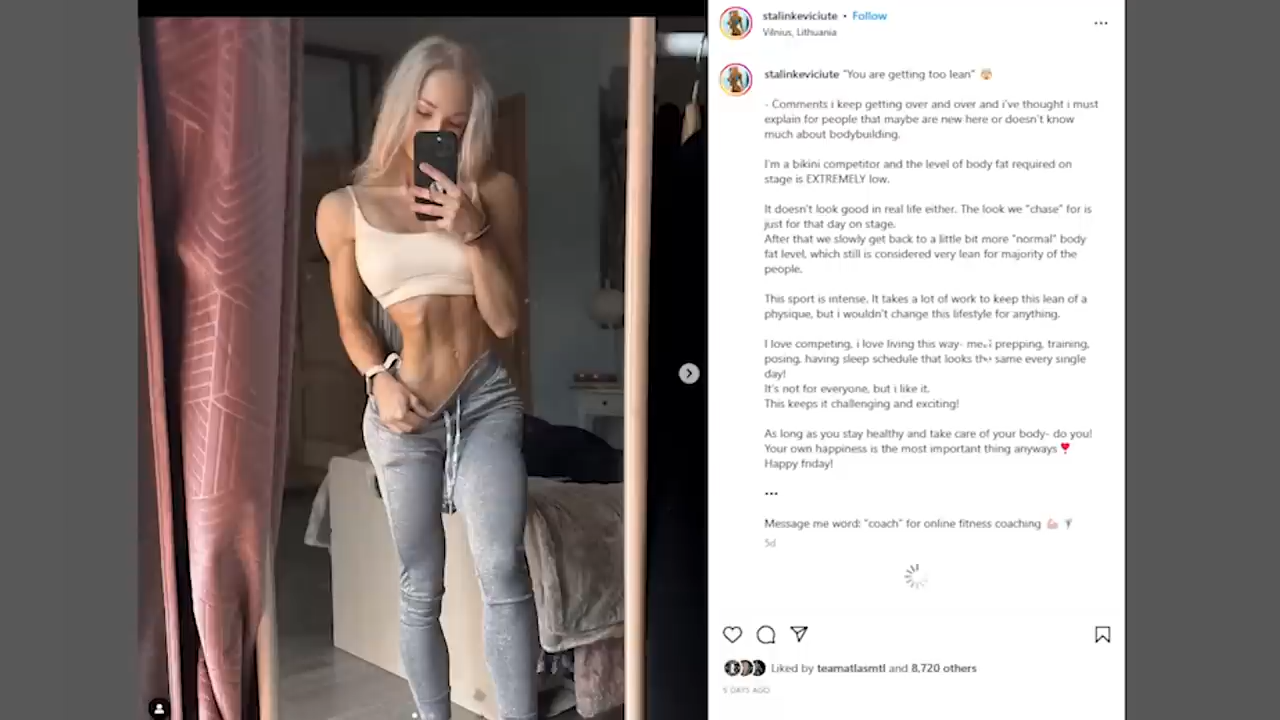 stalinkeviciute • Follow
Vilnius, Lithuania
stalinkeviciute "You are getting too lean" 🤯
- Comments i keep getting over and over and i've thought i must
explain for people that maybe are new here or doesn't know
much about bodybuilding.
I'm a bikini competitor and the level of body fat required on
stage is EXTREMELY low.
It doesn't look good in real life either. The look we "chase" for is
just for that day on stage.
After that we slowly get back to a little bit more "normal" body
fat level, which still is considered very lean for majority of the
people.
This sport is intense. It takes a lot of work to keep this lean of a
physique, but i wouldn't change this lifestyle for anything.
I love competing, i love living this way- prepping, training,
posing, having sleep schedule that looks the same every single
day!
It's not for everyone, but i like it.
This keeps it challenging and exciting!
As long as you stay healthy and take care of your body- do you!
Your own happiness is the most important thing anyways❣️
Happy friday!
...
Message me word: "coach" for online fitness coaching 💪🏻
5d
Liked by teamatlasmtl and 8,720 others
5 DAYS AGO